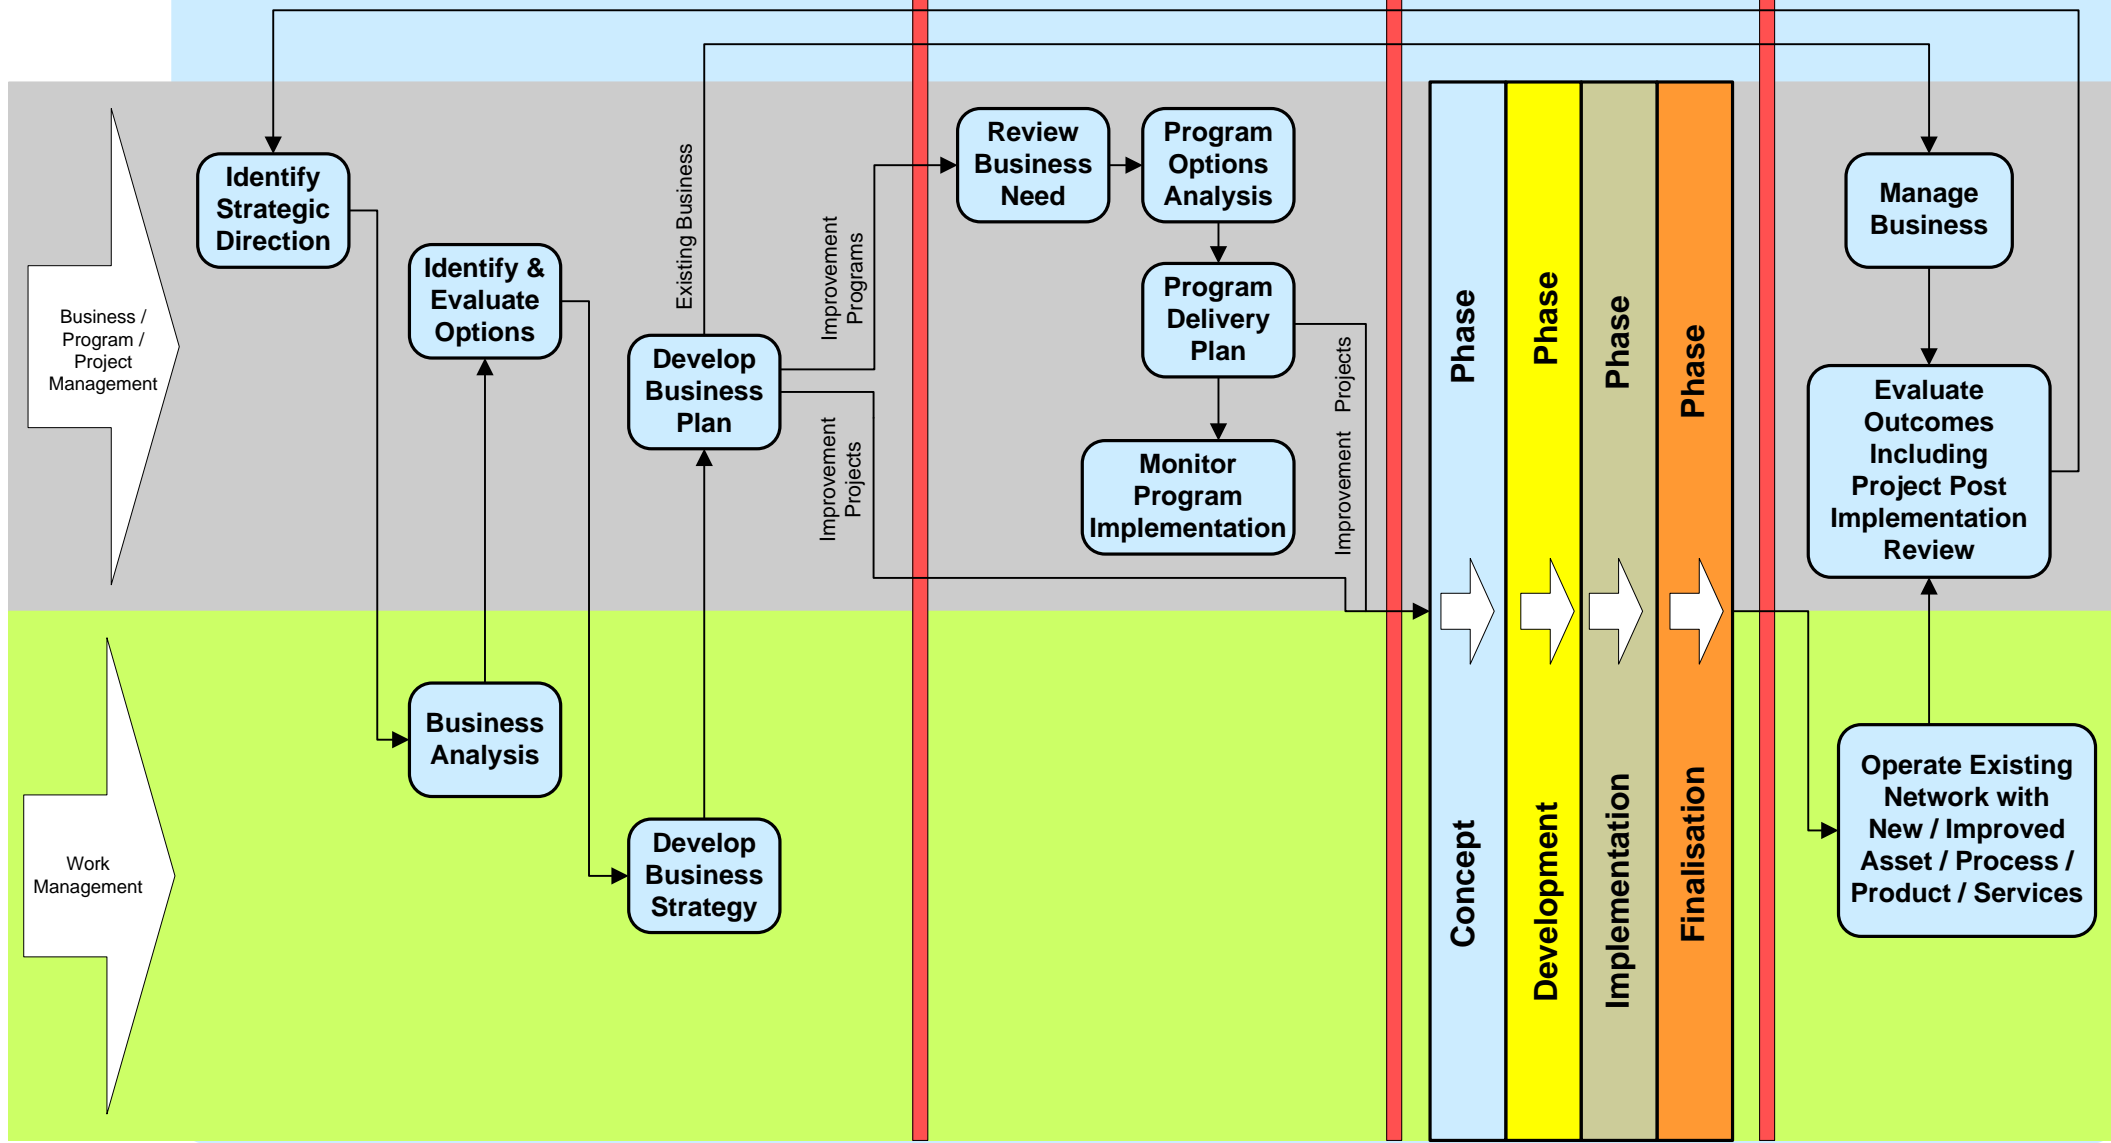 Business /
Program /
Project
Management
Work
Management
Identify
Strategic
Direction
Identify &
Evaluate
Options
Business
Analysis
Develop
Business
Plan
Develop
Business
Strategy
Existing Business
Improvement
Programs
Improvement
Projects
Review
Business
Need
Program
Options
Analysis
Program
Delivery
Plan
Monitor
Program
Implementation
Improvement Projects
Concept Phase
Development Phase
Implementation Phase
Finalisation Phase
Manage
Business
Evaluate
Outcomes
Including
Project Post
Implementation
Review
Operate Existing
Network with
New / Improved
Asset / Process /
Product / Services